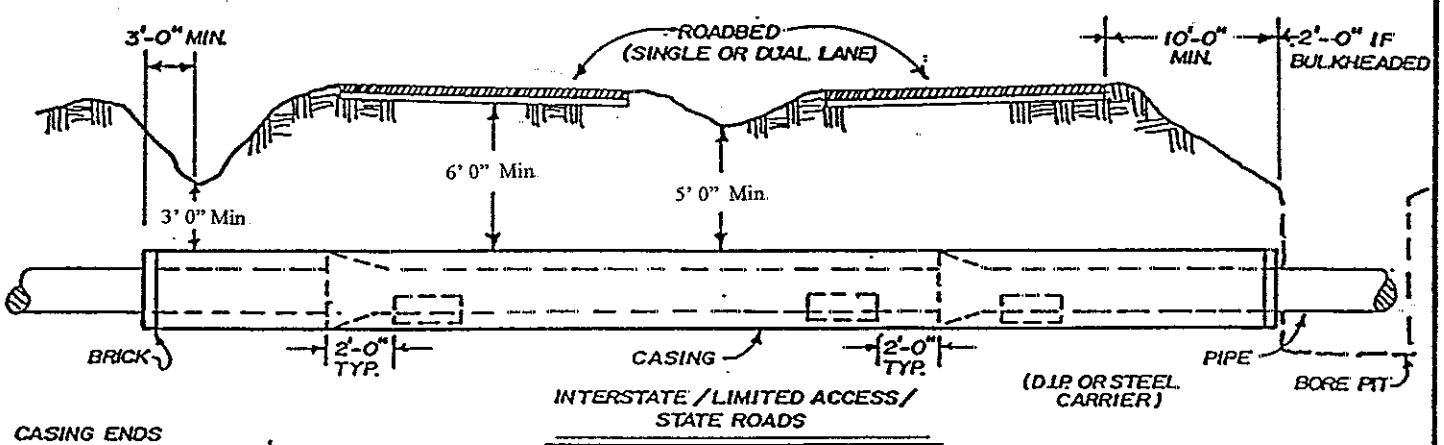 3'-0" MIN.
ROADBED
(SINGLE OR DUAL LANE)
10'-0"
MIN.
2'-0" IF
BULKHEADED
6' 0" Min.
5' 0" Min.
3' 0" Min.
BRICK
2'-0"
TYP.
CASING
2'-0"
TYP.
PIPE
(D.I.P. OR STEEL
CARRIER)
BORE PIT
INTERSTATE / LIMITED ACCESS /
STATE ROADS
CASING ENDS